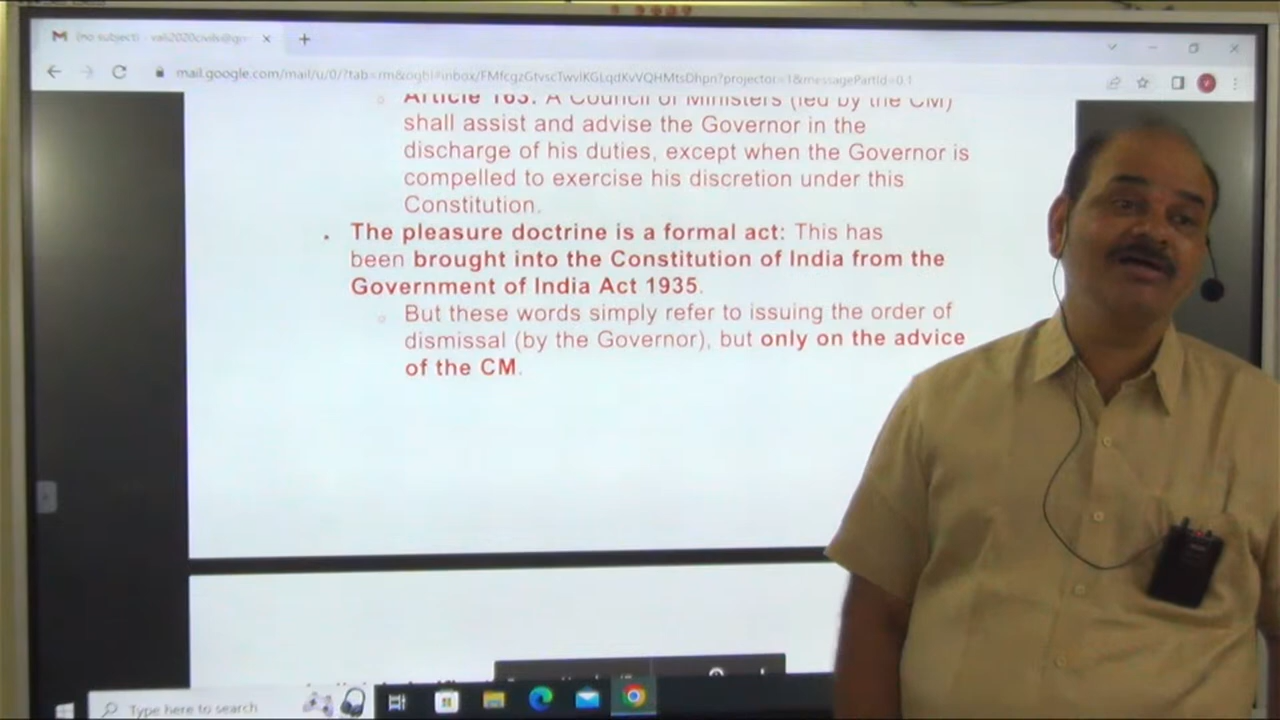 (no subject) - vali2020civils@gm
mail.google.com/mail/u/0/?tab=rm&ogbl#inbox/FMfcgzGtvscTwvlKGLqdKvVQHMtsDhpn?projector=1&messagePartId=0.1
Article 163: A Council of Ministers (led by the CM)
shall assist and advise the Governor in the
discharge of his duties, except when the Governor is
compelled to exercise his discretion under this
Constitution.
The pleasure doctrine is a formal act: This has
been brought into the Constitution of India from the
Government of India Act 1935.
But these words simply refer to issuing the order of
dismissal (by the Governor), but only on the advice
of the CM.
Type here to search